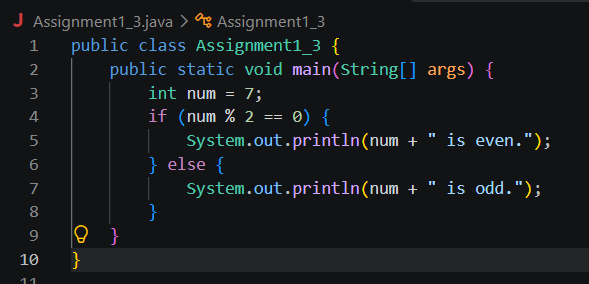 J Assignment1_3.java > Assignment1_3
1 public class Assignment1_3 {
2     public static void main(String[] args) {
3         int num = 7;
4         if (num % 2 == 0) {
5             System.out.println(num + " is even.");
6         } else {
7             System.out.println(num + " is odd.");
8         }
9     }
10 }
11